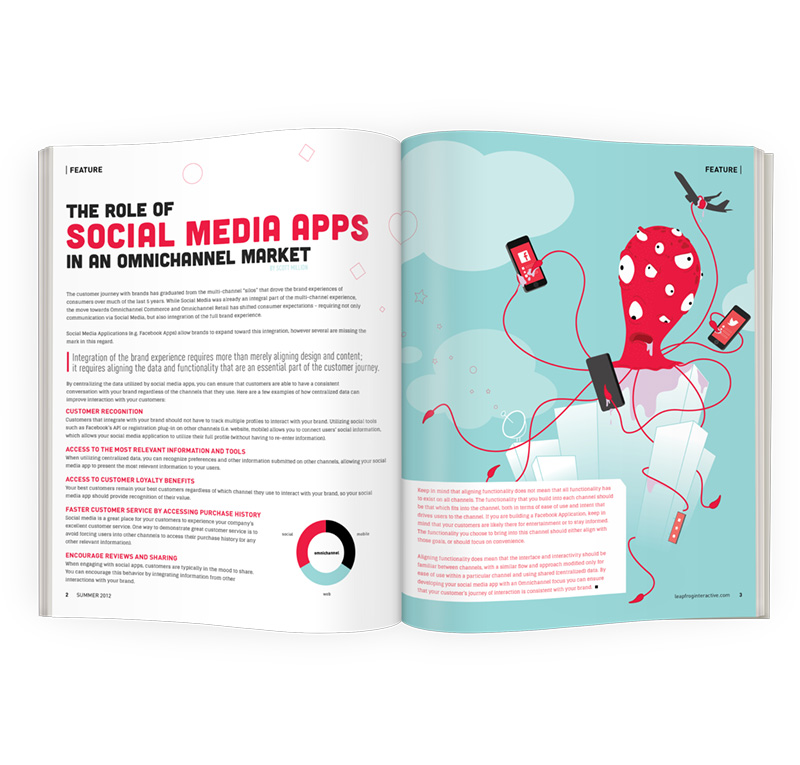 FEATURE
THE ROLE OF
SOCIAL MEDIA APPS
IN AN OMNICHANNEL MARKET
BY SCOTT MILLION
The customer journey with brands has graduated from the multi-channel "silos" that drove the brand experiences of
consumers over much of the last 5 years. While Social Media was already an integral part of the multi-channel experience,
the move towards Omnichannel Commerce and Omnichannel Retail has shifted consumer expectations – requiring not only
communication via Social Media, but also integration of the full brand experience.
Social Media Applications (e.g. Facebook Apps) allow brands to expand toward this integration, however several are missing the
mark in this regard.
Integration of the brand experience requires more than merely aligning design and content;
it requires aligning the data and functionality that are an essential part of the customer journey.
By centralizing the data utilized by social media apps, you can ensure that customers are able to have a consistent
conversation with your brand regardless of the channels that they use. Here are a few examples of how centralized data can
improve interaction with your customers:
CUSTOMER RECOGNITION
Customers that integrate with your brand should not have to track multiple profiles to interact with your brand. Utilizing social tools
such as Facebook's API or registration plug-in on other channels (i.e. website, mobile) allows you to connect users' social information,
which allows your social media application to utilize their full profile (without having to re-enter information).
ACCESS TO THE MOST RELEVANT INFORMATION AND TOOLS
When utilizing centralized data, you can recognize preferences and other information submitted on other channels, allowing your social
media app to present the most relevant information to your users.
ACCESS TO CUSTOMER LOYALTY BENEFITS
Your best customers remain your best customers regardless of which channel they use to interact with your brand, so your social
media app should provide recognition of their value.
FASTER CUSTOMER SERVICE BY ACCESSING PURCHASE HISTORY
Social media is a great place for your customers to experience your company's
excellent customer service. One way to demonstrate great customer service is to
avoid forcing users into other channels to access their purchase history (or any
other relevant information).
ENCOURAGE REVIEWS AND SHARING
When engaging with social apps, customers are typically in the mood to share.
You can encourage this behavior by integrating information from other
interactions with your brand.
social
mobile
omnichannel
web
2 SUMMER 2012
FEATURE
Keep in mind that aligning functionality does not mean that all functionality has
to exist on all channels. The functionality that you build into each channel should
be that which fits into the channel, both in terms of ease of use and intent that
drives users to the channel. If you are building a Facebook Application, keep in
mind that your customers are likely there for entertainment or to stay informed.
The functionality you choose to bring into this channel should either align with
those goals, or should focus on convenience.
Aligning functionality does mean that the interface and interactivity should be
familiar between channels, with a similar flow and approach modified only for
ease of use within a particular channel and using shared (centralized) data. By
developing your social media app with an Omnichannel focus you can ensure
that your customer's journey of interaction is consistent with your brand.
leapfroginteractive.com 3